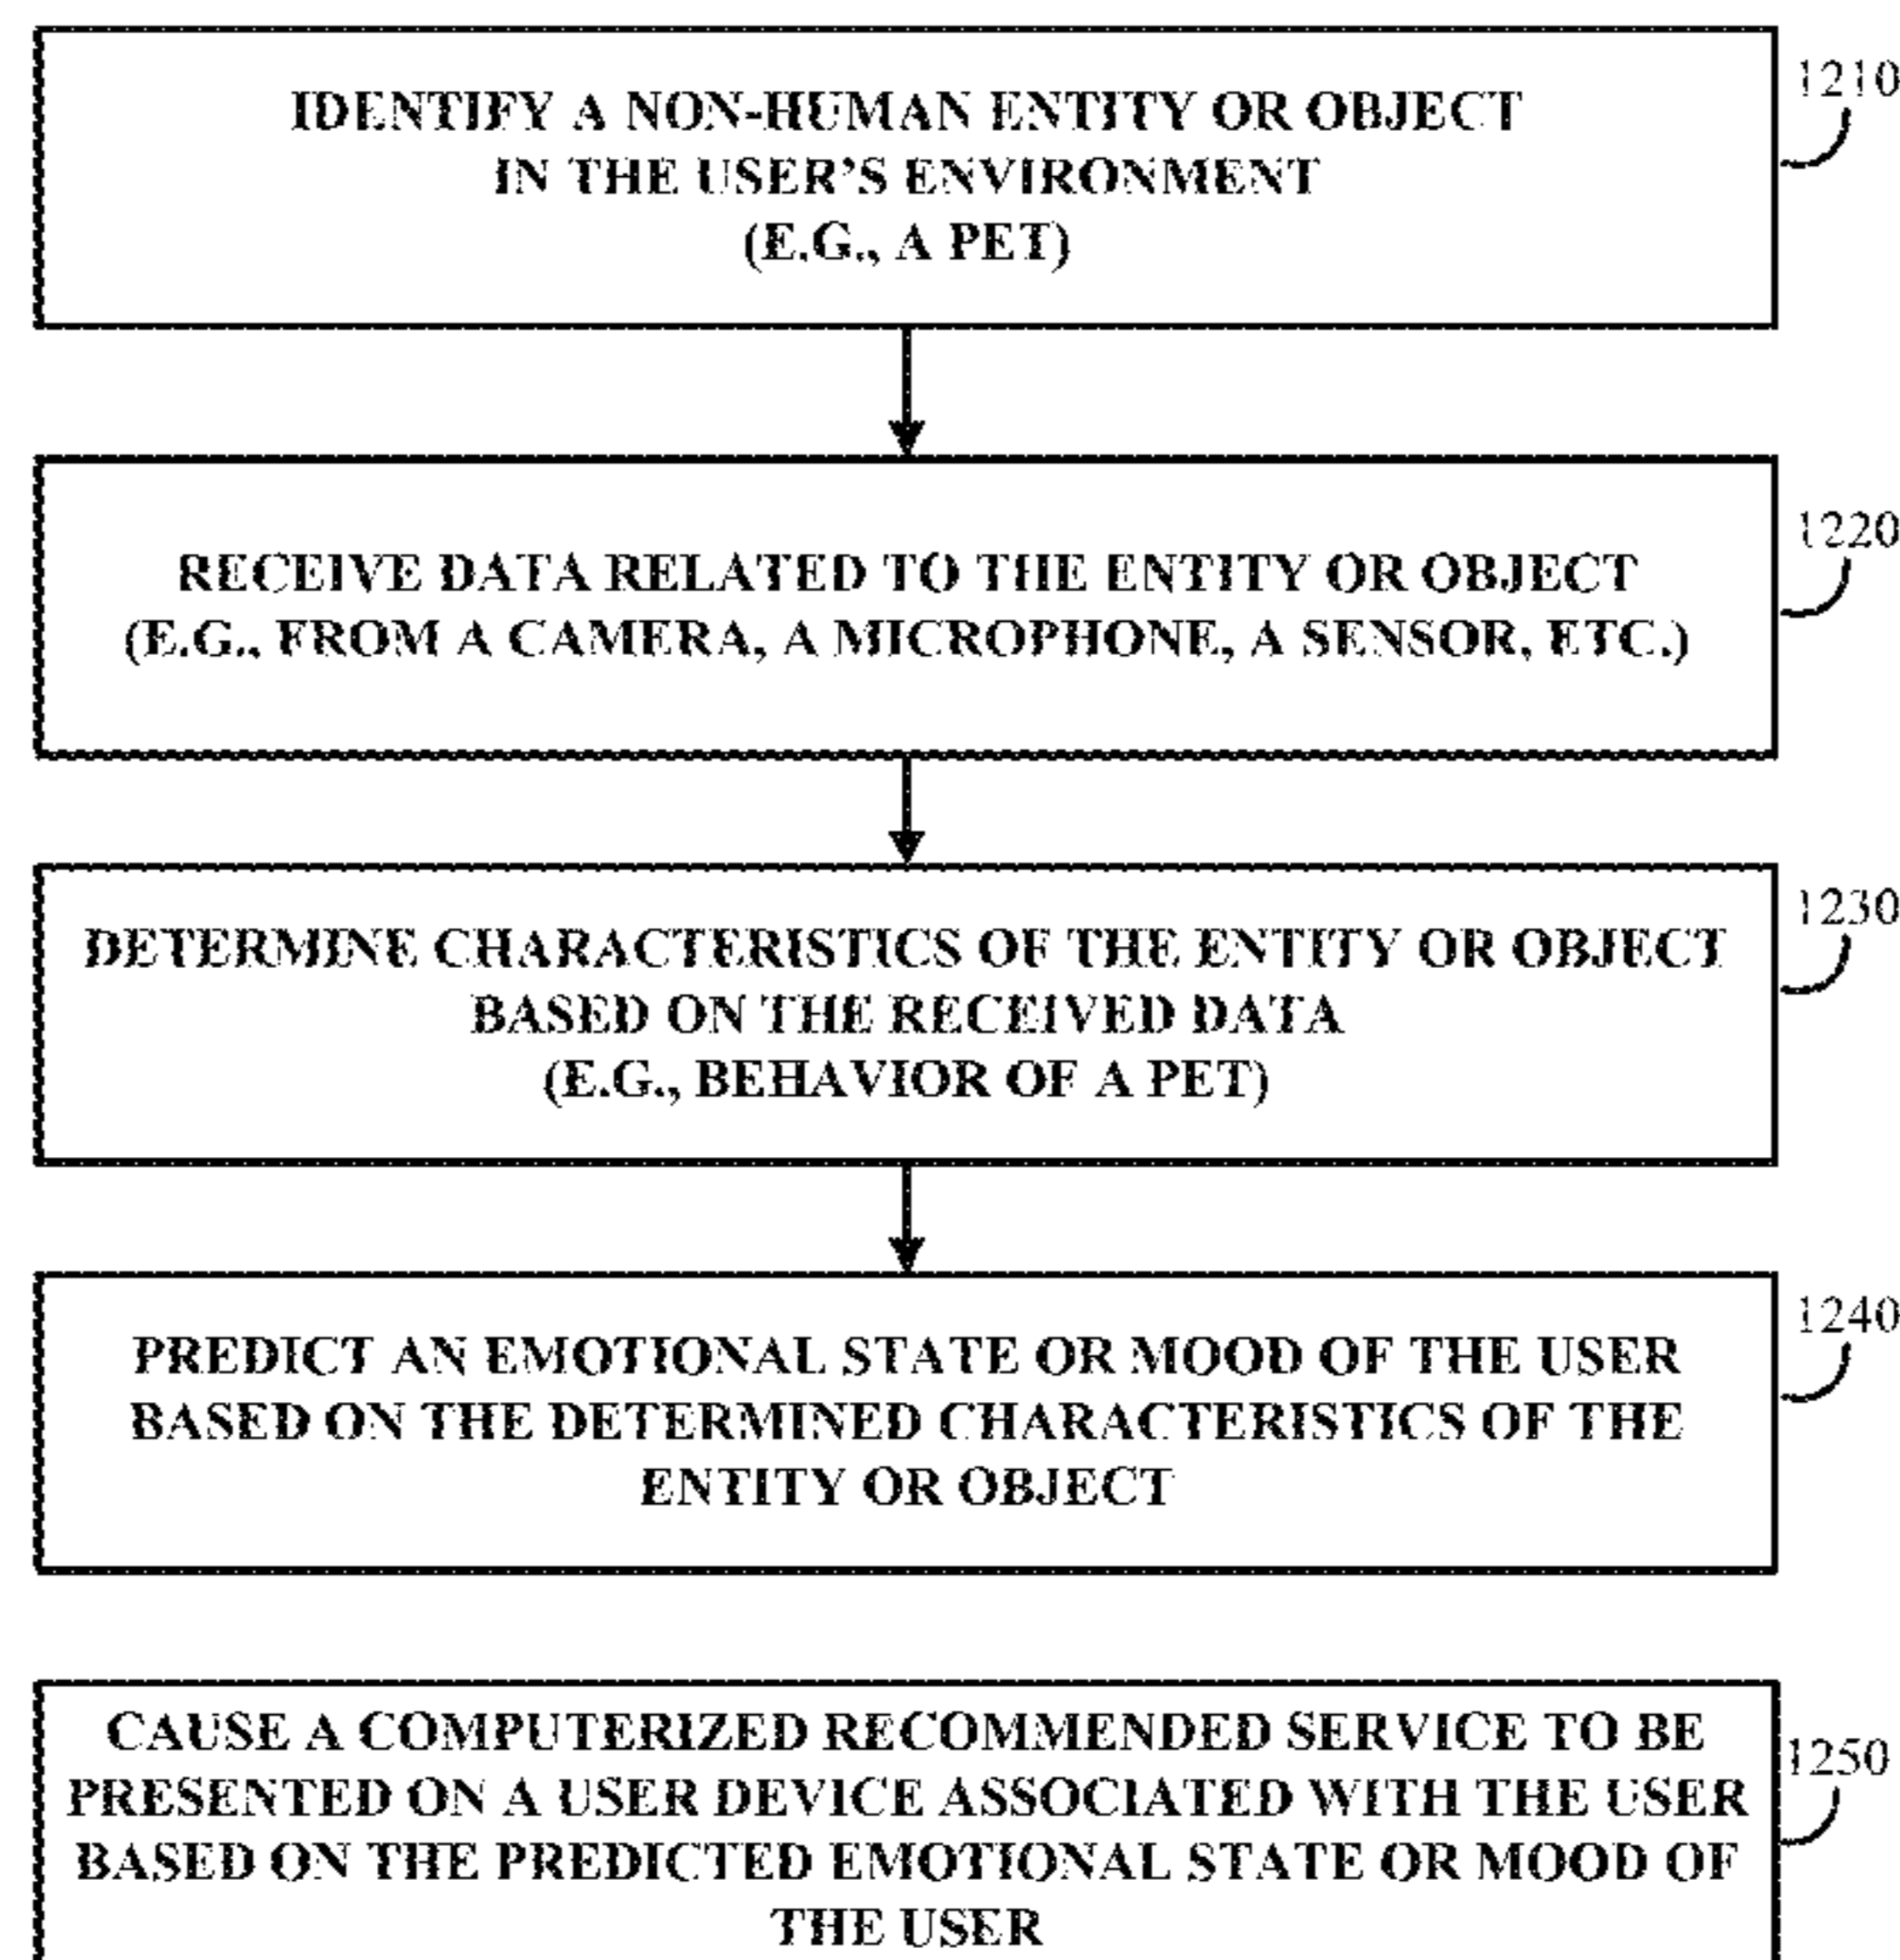 IDENTIFY A NON-HUMAN ENTITY OR OBJECT
IN THE USER'S ENVIRONMENT
(E.G., A PET)
1210
RECEIVE DATA RELATED TO THE ENTITY OR OBJECT
(E.G., FROM A CAMERA, A MICROPHONE, A SENSOR, ETC.)
1220
DETERMINE CHARACTERISTICS OF THE ENTITY OR OBJECT
BASED ON THE RECEIVED DATA
(E.G., BEHAVIOR OF A PET)
1230
PREDICT AN EMOTIONAL STATE OR MOOD OF THE USER
BASED ON THE DETERMINED CHARACTERISTICS OF THE
ENTITY OR OBJECT
1240
CAUSE A COMPUTERIZED RECOMMENDED SERVICE TO BE
PRESENTED ON A USER DEVICE ASSOCIATED WITH THE USER
BASED ON THE PREDICTED EMOTIONAL STATE OR MOOD OF
THE USER
1250